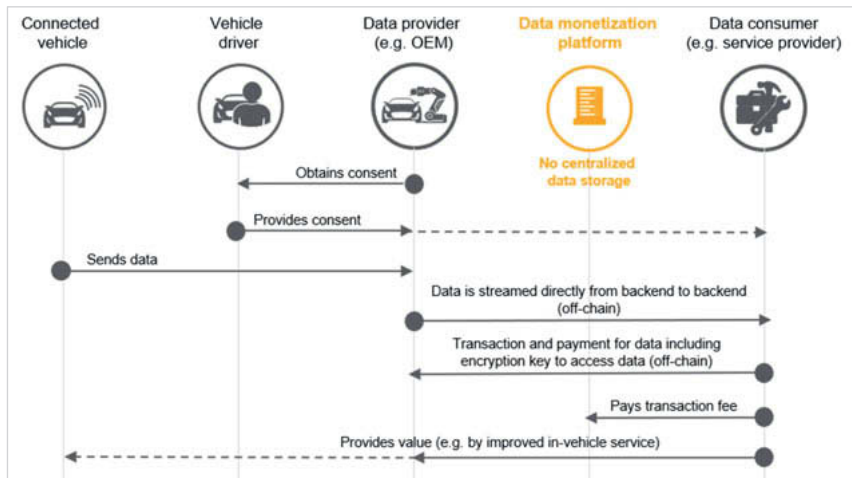 Connected
vehicle
Vehicle
driver
Data provider
(e.g. OEM)
Data monetization
platform
Data consumer
(e.g. service provider)
No centralized
data storage
Obtains consent
Provides consent
Sends data
Data is streamed directly from backend to backend
(off-chain)
Transaction and payment for data including
encryption key to access data (off-chain)
Pays transaction fee
Provides value (e.g. by improved in-vehicle service)